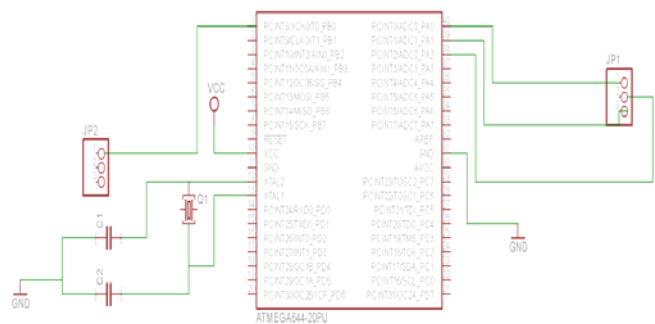 PCINT8/XCK0/T0_PB0
PCINT9/CLKO/T1_PB1
PCINT10/INT2/AIN0_PB2
PCINT11/OC0A/AIN1_PB3
PCINT12/OC0B/SS_PB4
PCINT13/MOSI_PB5
PCINT14/MISO_PB6
PCINT15/SCK_PB7
RESET
VCC
GND
XTAL2
XTAL1
PCINT24/RXD0_PD0
PCINT25/TXD0_PD1
PCINT26/INT0_PD2
PCINT27/INT1_PD3
PCINT28/OC1B_PD4
PCINT29/OC1A_PD5
PCINT30/OC2B/ICP_PD6
PCINT0/ADC0_PA0
PCINT1/ADC1_PA1
PCINT2/ADC2_PA2
PCINT3/ADC3_PA3
PCINT4/ADC4_PA4
PCINT5/ADC5_PA5
PCINT6/ADC6_PA6
PCINT7/ADC7_PA7
AREF
GND
AVCC
PCINT23/TOSC2_PC7
PCINT22/TOSC1_PC6
PCINT21/TDI_PC5
PCINT20/TDO_PC4
PCINT19/TMS_PC3
PCINT18/TCK_PC2
PCINT17/SDA_PC1
PCINT16/SCL_PC0
PCINT31/OC2A_PD7
ATMEGA644-20PU
VCC
JP2
Q1
C1
C2
GND
JP1
GND